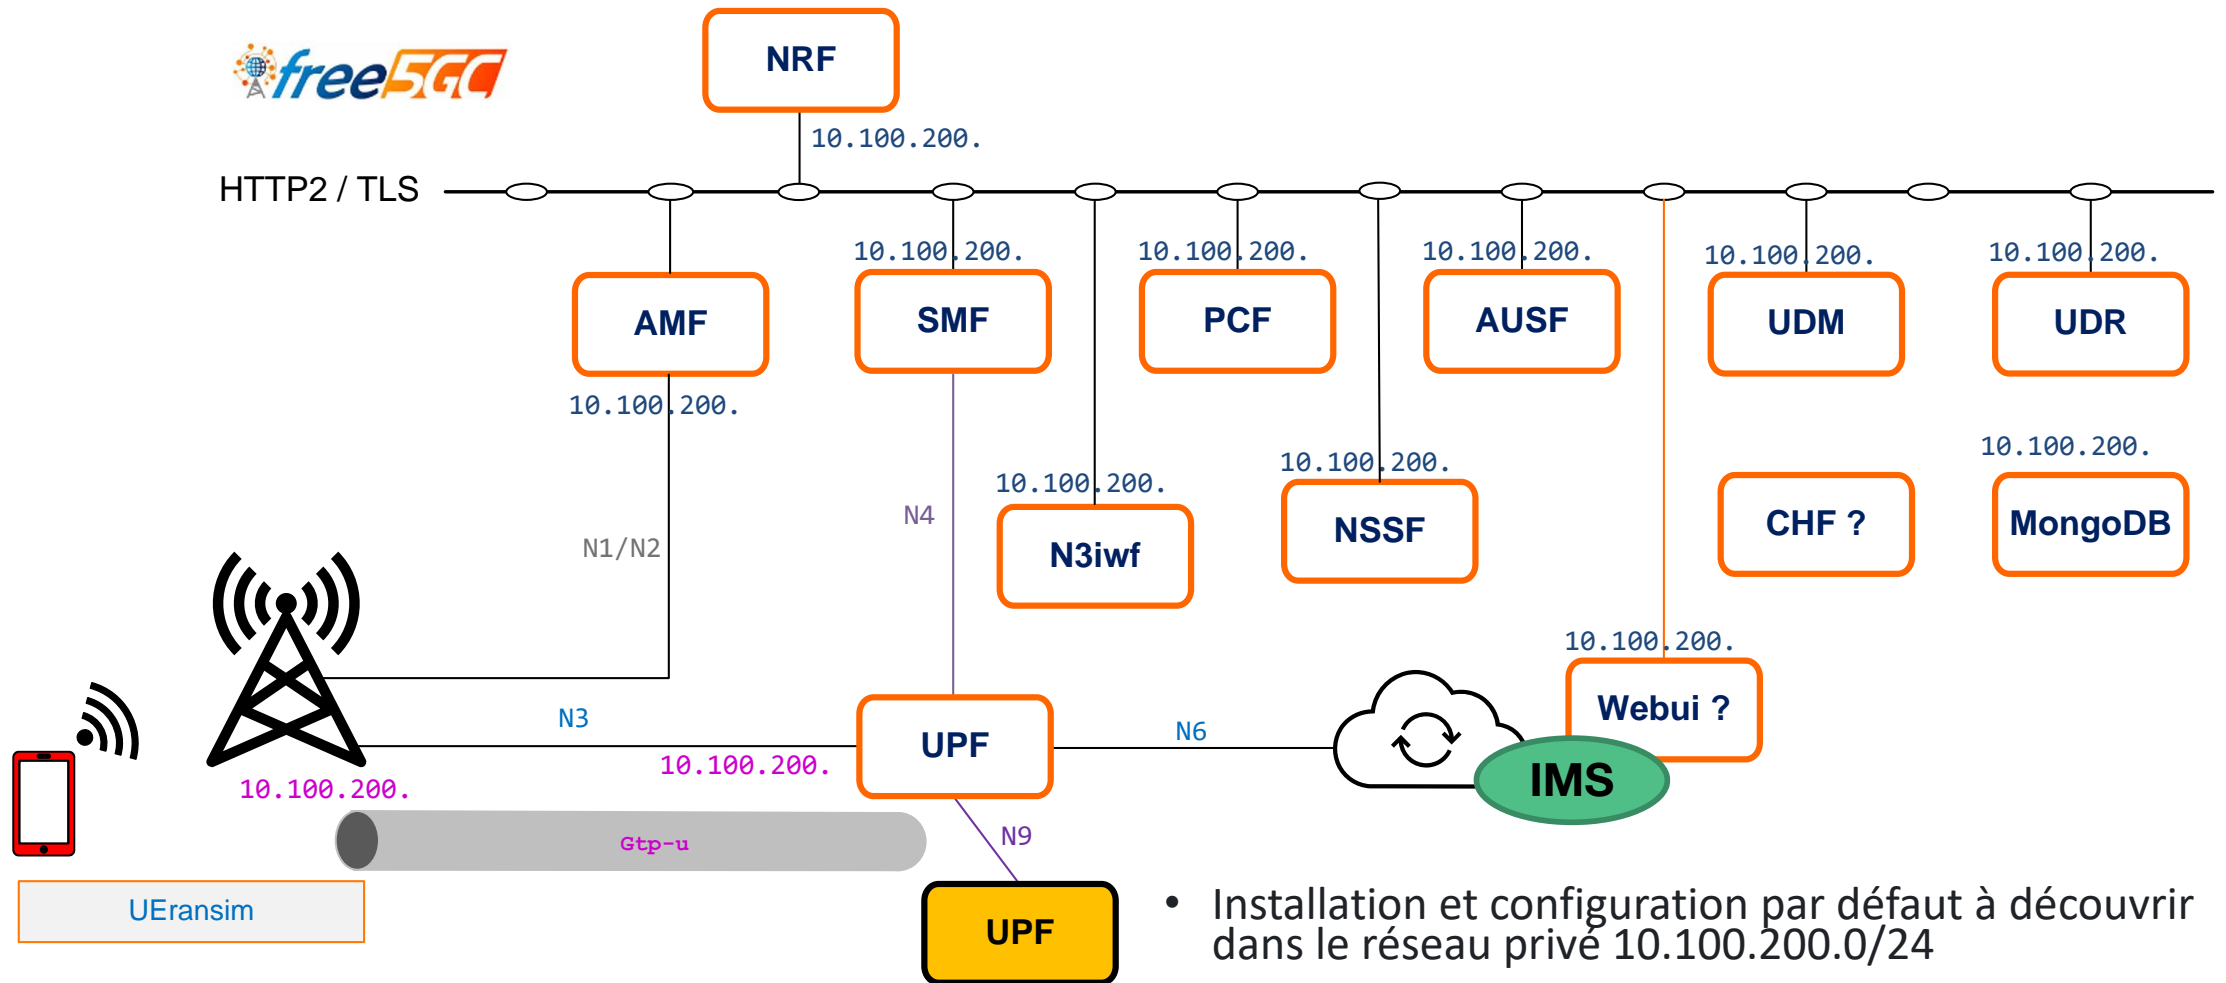 free5GC
NRF
10.100.200.
HTTP2 / TLS
10.100.200.
10.100.200.
10.100.200.
10.100.200.
10.100.200.
AMF
SMF
PCF
AUSF
UDM
UDR
10.100.200.
10.100.200.
10.100.200.
10.100.200.
N4
N1/N2
N3iwf
NSSF
CHF ?
MongoDB
10.100.200.
Webui ?
N3
N6
UPF
10.100.200.
10.100.200.
IMS
N9
Gtp-u
UEransim
UPF
• Installation et configuration par défaut à découvrir
dans le réseau privé 10.100.200.0/24